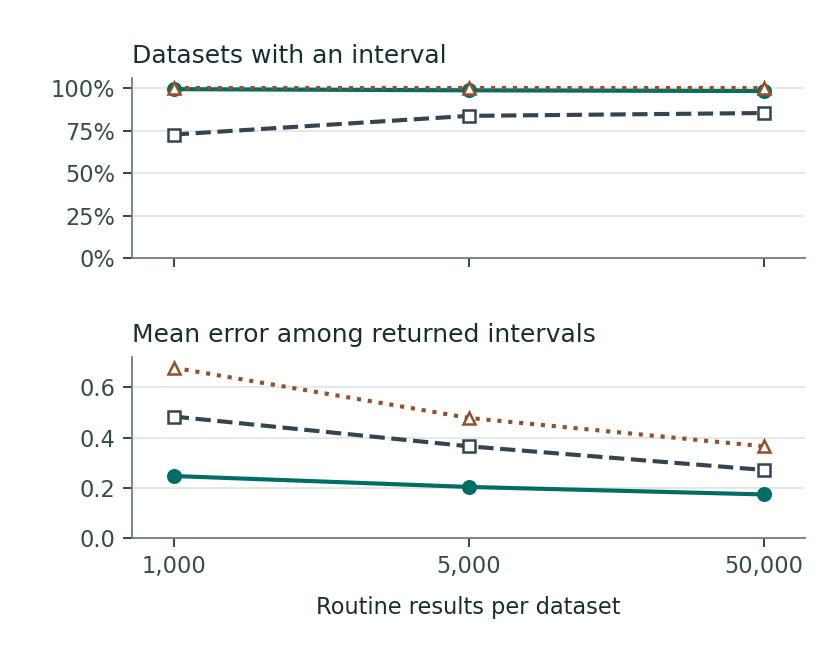 Datasets with an interval
100%
75%
50%
25%
0%
Mean error among returned intervals
0.6
0.4
0.2
0.0
1,000 5,000 50,000
Routine results per dataset